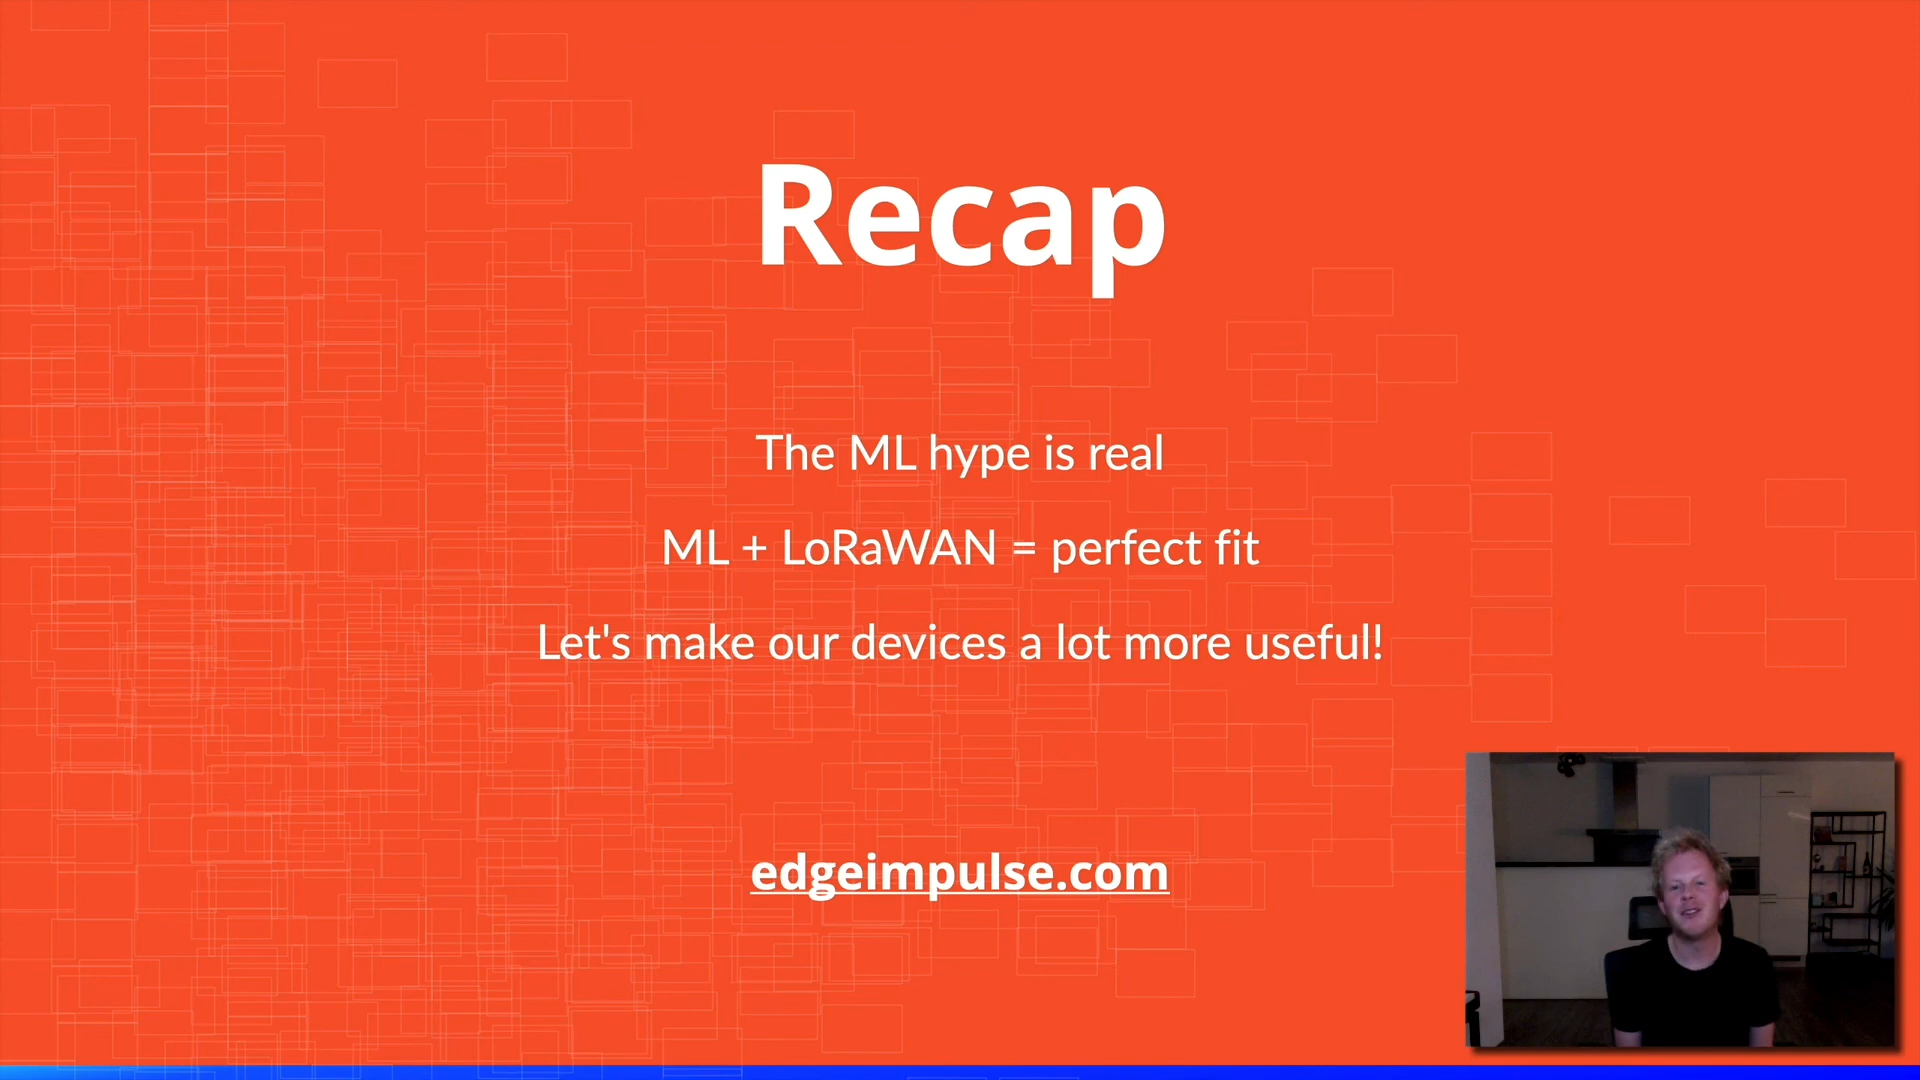 Recap
The ML hype is real
ML + LoRaWAN = perfect fit
Let's make our devices a lot more useful!
edgeimpulse.com